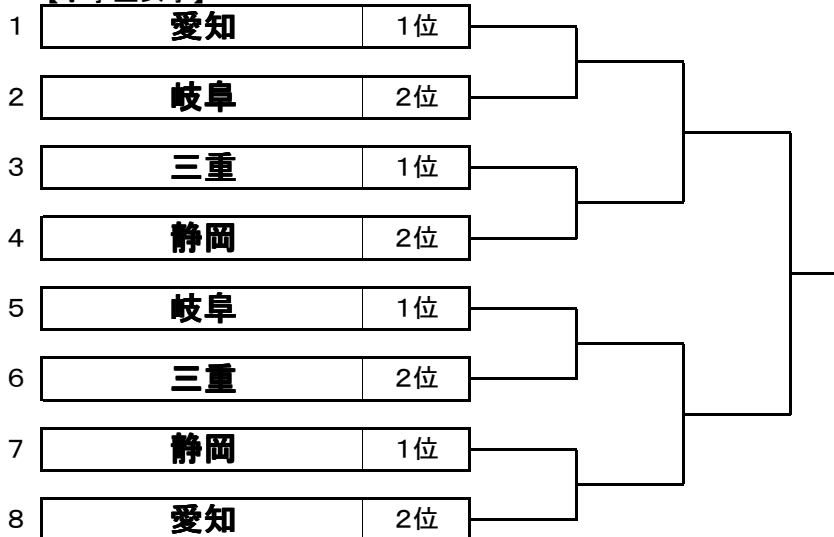 1 愛知 1位
2 岐阜 2位
3 三重 1位
4 静岡 2位
5 岐阜 1位
6 三重 2位
7 静岡 1位
8 愛知 2位